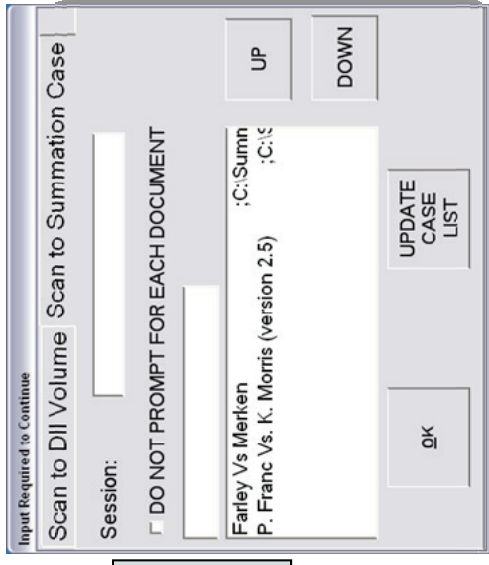 Input Required to Continue
Scan to DII Volume
Scan to Summation Case
Session:
DO NOT PROMPT FOR EACH DOCUMENT
Farley Vs Merken ;C:\Summ
P. Franc Vs. K. Morris (version 2.5) ;C:\S
UP
DOWN
OK
UPDATE
CASE
LIST